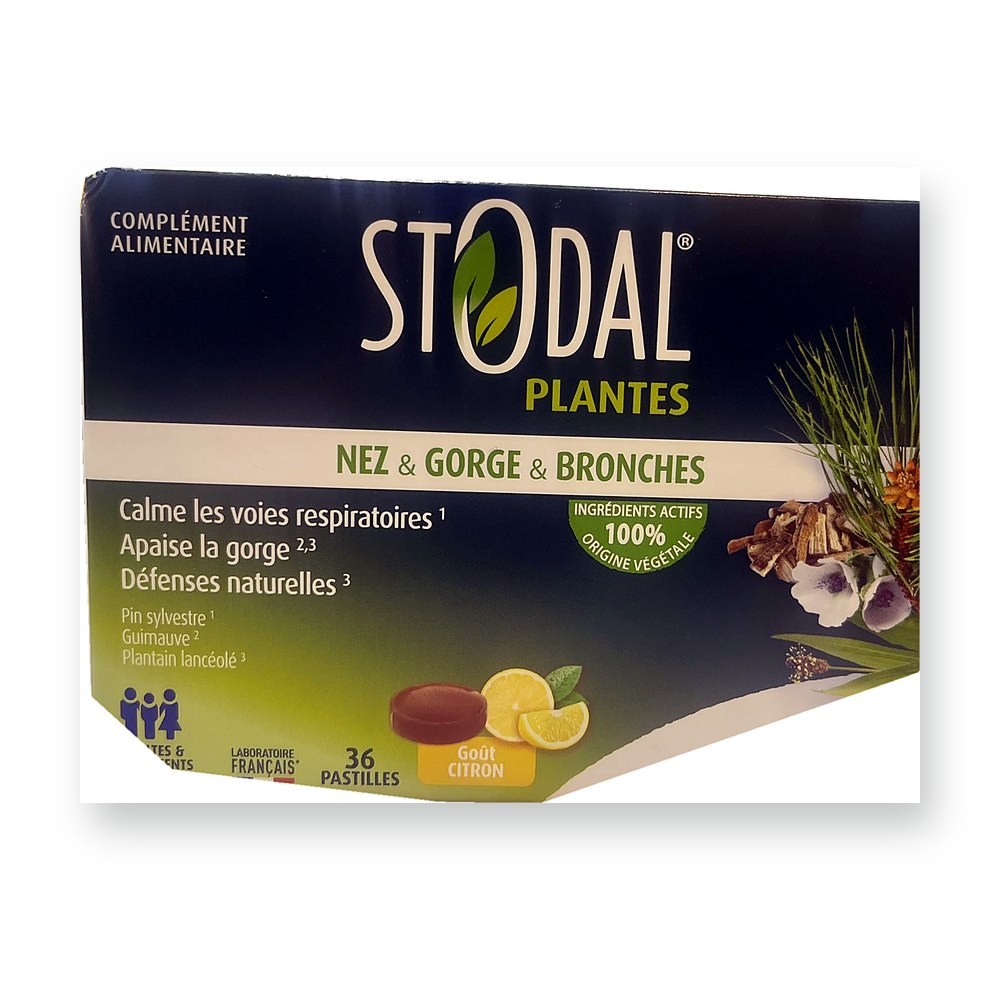 COMPLÉMENT
ALIMENTAIRE
STODAL®
PLANTES
NEZ & GORGE & BRONCHES
Calme les voies respiratoires ¹
Apaise la gorge ²,³
Défenses naturelles ³
INGRÉDIENTS ACTIFS
100%
ORIGINE VÉGÉTALE
Pin sylvestre ¹
Guimauve ²
Plantain lancéolé ³
&
LABORATOIRE
FRANÇAIS*
36
PASTILLES
Goût
CITRON